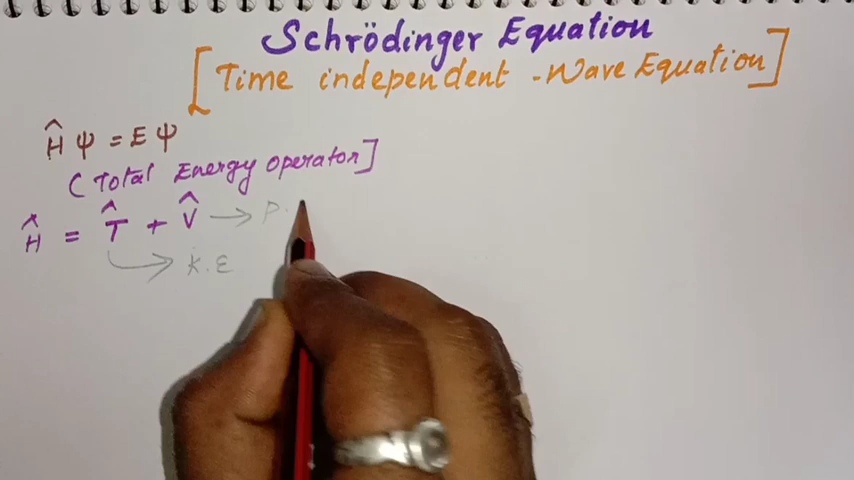 Schrödinger Equation
[Time independent - Wave Equation]
Ĥ ψ = E ψ
(Total Energy operator]
Ĥ = T̂ + V̂ → P.
→ K.E